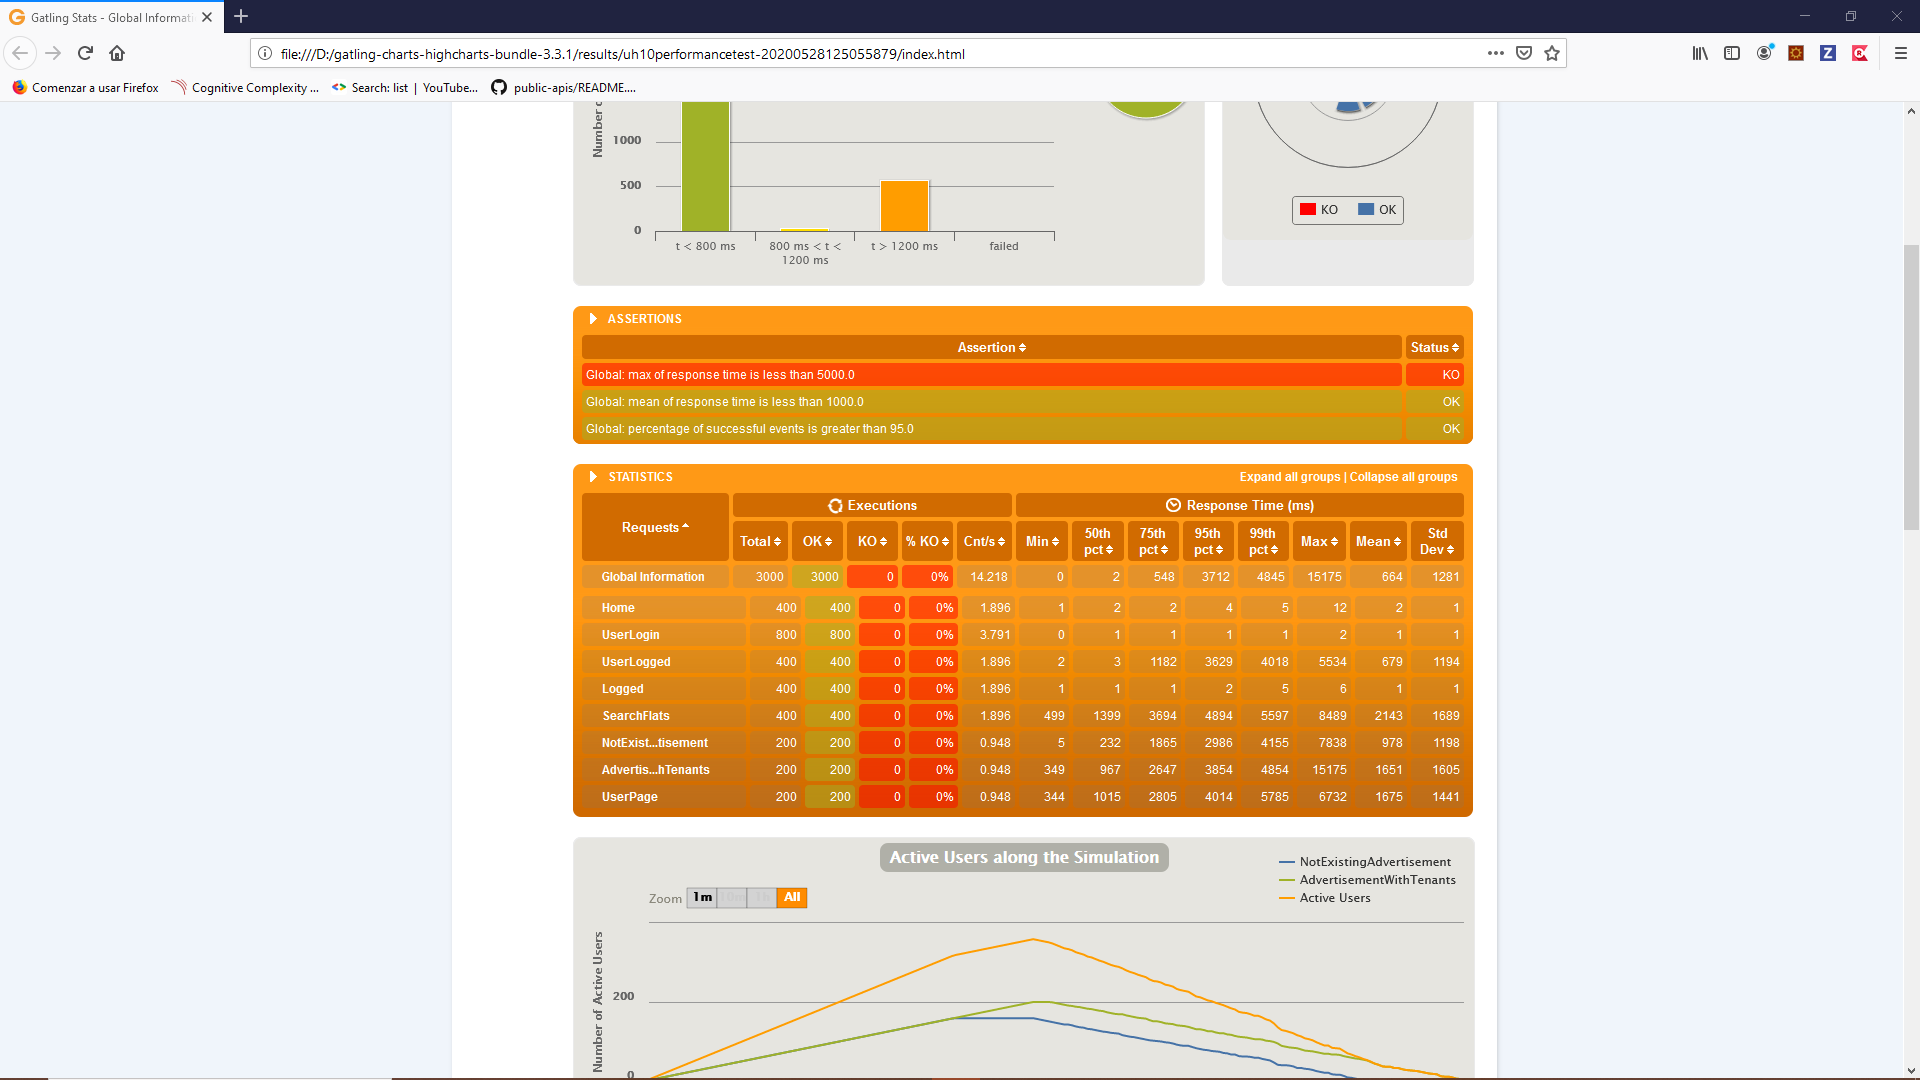 Gatling Stats - Global Informati
file:///D:/gatling-charts-highcharts-bundle-3.3.1/results/uh10performancetest-20200528125055879/index.html
Comenzar a usar Firefox Cognitive Complexity ... Search: list | YouTube... public-apis/README....
Number
1000
500
0
t < 800 ms 800 ms < t < 1200 ms t > 1200 ms failed
KO OK
ASSERTIONS
Assertion Status
Global: max of response time is less than 5000.0 KO
Global: mean of response time is less than 1000.0 OK
Global: percentage of successful events is greater than 95.0 OK
STATISTICS Expand all groups | Collapse all groups
Requests Executions Response Time (ms)
Total OK KO % KO Cnt/s Min 50th pct 75th pct 95th pct 99th pct Max Mean Std Dev
Global Information 3000 3000 0 0% 14.218 0 2 548 3712 4845 15175 664 1281
Home 400 400 0 0% 1.896 1 2 2 4 5 12 2 1
UserLogin 800 800 0 0% 3.791 0 1 1 1 1 2 1 1
UserLogged 400 400 0 0% 1.896 2 3 1182 3629 4018 5534 679 1194
Logged 400 400 0 0% 1.896 1 1 1 2 5 6 1 1
SearchFlats 400 400 0 0% 1.896 499 1399 3694 4894 5597 8489 2143 1689
NotExist...tisement 200 200 0 0% 0.948 5 232 1865 2986 4155 7838 978 1198
Advertis...hTenants 200 200 0 0% 0.948 349 967 2647 3854 4854 15175 1651 1605
UserPage 200 200 0 0% 0.948 344 1015 2805 4014 5785 6732 1675 1441
Active Users along the Simulation
NotExistingAdvertisement
AdvertisementWithTenants
Active Users
Zoom 1m 10m 1h All
Number of Active Users
200
0